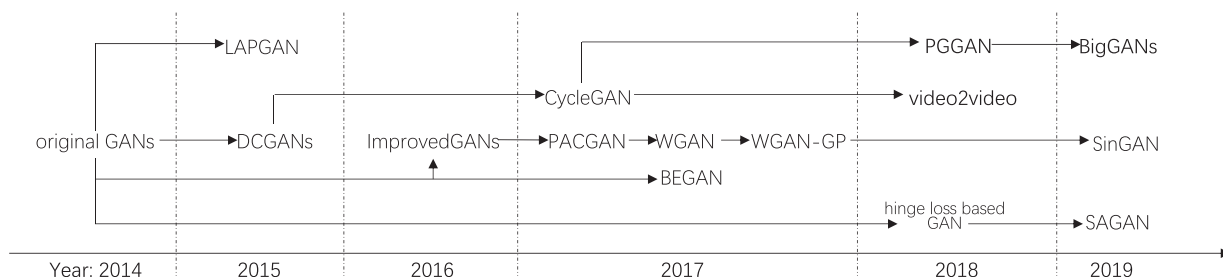 LAPGAN
PGGAN
BigGANs
CycleGAN
video2video
original GANs
DCGANs
ImprovedGANs
PACGAN
WGAN
WGAN-GP
SinGAN
BEGAN
hinge loss based
GAN
SAGAN
Year: 2014
2015
2016
2017
2018
2019